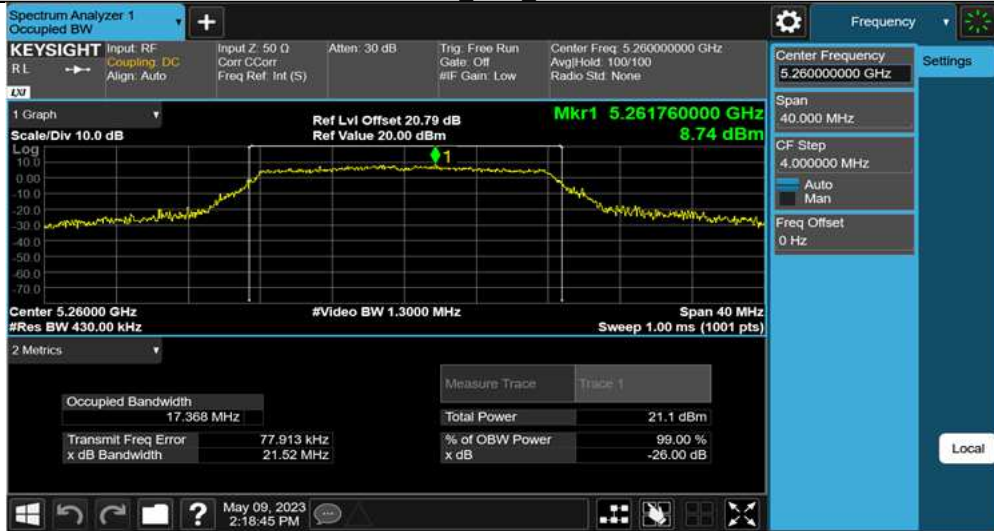 Spectrum Analyzer 1
Occupied BW
Frequency
KEYSIGHT
RL
LXI
Input: RF
Coupling: DC
Align: Auto
Input Z: 50 Ω
Corr CCorr
Freq Ref: Int (S)
Atten: 30 dB
Trig: Free Run
Gate: Off
#IF Gain: Low
Center Freq: 5.260000000 GHz
Avg|Hold: 100/100
Radio Std: None
Center Frequency
5.260000000 GHz
Settings
Span
40.000 MHz
CF Step
4.000000 MHz
Auto
Man
Freq Offset
0 Hz
Local
1 Graph
Scale/Div 10.0 dB
Ref Lvl Offset 20.79 dB
Ref Value 20.00 dBm
Mkr1 5.261760000 GHz
8.74 dBm
Log
10.0
0.00
-10.0
-20.0
-30.0
-40.0
-50.0
-60.0
-70.0
1
Center 5.26000 GHz
#Video BW 1.3000 MHz
Span 40 MHz
#Res BW 430.00 kHz
Sweep 1.00 ms (1001 pts)
2 Metrics
Measure Trace Trace 1
Occupied Bandwidth
17.368 MHz
Total Power 21.1 dBm
Transmit Freq Error 77.913 kHz
% of OBW Power 99.00 %
x dB Bandwidth 21.52 MHz
x dB -26.00 dB
?
May 09, 2023
2:18:45 PM